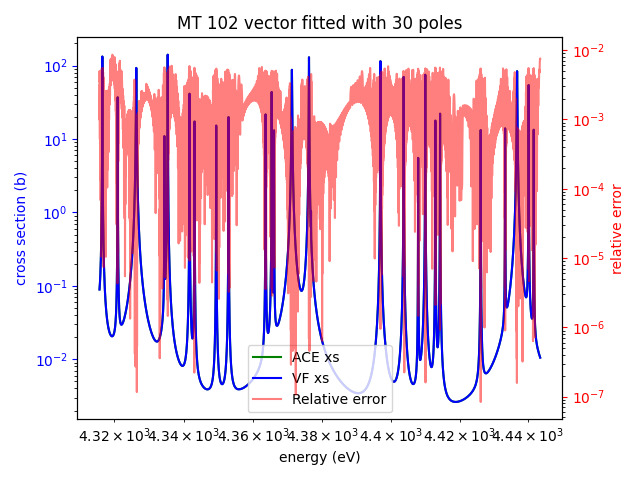 MT 102 vector fitted with 30 poles
10²
10¹
10⁰
10⁻¹
10⁻²
cross section (b)
10⁻²
10⁻³
10⁻⁴
10⁻⁵
10⁻⁶
10⁻⁷
relative error
ACE xs
VF xs
Relative error
4.32 × 10³ 4.34 × 10³ 4.36 × 10³ 4.38 × 10³ 4.4 × 10³ 4.42 × 10³ 4.44 × 10³
energy (eV)